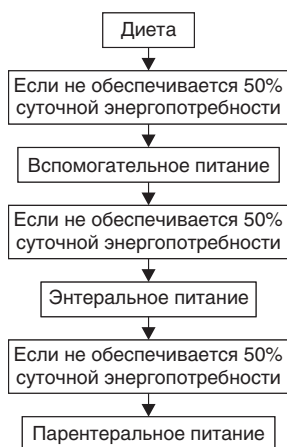 Диета
Если не обеспечивается 50%
суточной энергопотребности
Вспомогательное питание
Если не обеспечивается 50%
суточной энергопотребности
Энтеральное питание
Если не обеспечивается 50%
суточной энергопотребности
Парентеральное питание